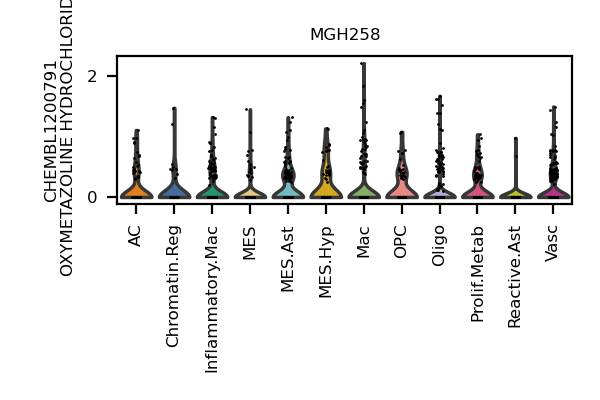 MGH258
CHEMBL1200791
OXYMETAZOLINE HYDROCHLORID
2
0
AC
Chromatin.Reg
Inflammatory.Mac
MES
MES.Ast
MES.Hyp
Mac
OPC
Oligo
Prolif.Metab
Reactive.Ast
Vasc